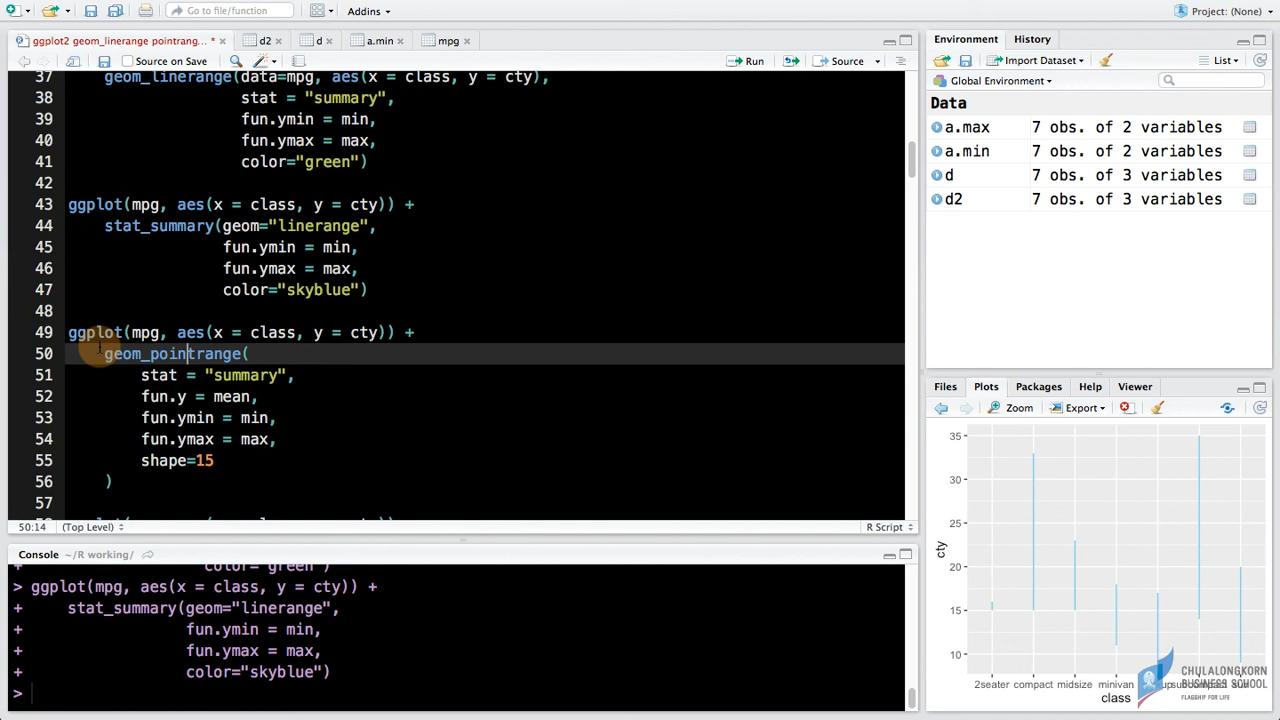 Go to file/function
Addins
Project: (None)
ggplot2 geom_linerange pointrang... *
d2
d
a.min
mpg
Source on Save
Run
Source
37 geom_linerange(data=mpg, aes(x = class, y = cty),
38 stat = "summary",
39 fun.ymin = min,
40 fun.ymax = max,
41 color="green")
42
43 ggplot(mpg, aes(x = class, y = cty)) +
44 stat_summary(geom="linerange",
45 fun.ymin = min,
46 fun.ymax = max,
47 color="skyblue")
48
49 ggplot(mpg, aes(x = class, y = cty)) +
50 geom_pointrange(
51 stat = "summary",
52 fun.y = mean,
53 fun.ymin = min,
54 fun.ymax = max,
55 shape=15
56 )
57
50:14
(Top Level)
R Script
Console ~/R working/
+ color="green")
> ggplot(mpg, aes(x = class, y = cty)) +
+ stat_summary(geom="linerange",
+ fun.ymin = min,
+ fun.ymax = max,
+ color="skyblue")
>
Environment
History
Import Dataset
List
Global Environment
Data
a.max 7 obs. of 2 variables
a.min 7 obs. of 2 variables
d 7 obs. of 3 variables
d2 7 obs. of 3 variables
Files
Plots
Packages
Help
Viewer
Zoom
Export
35
30
25
20
15
10
cty
2seater compact midsize minivan
class
CHULALONGKORN
BUSINESS SCHOOL
FLAGSHIP FOR LIFE